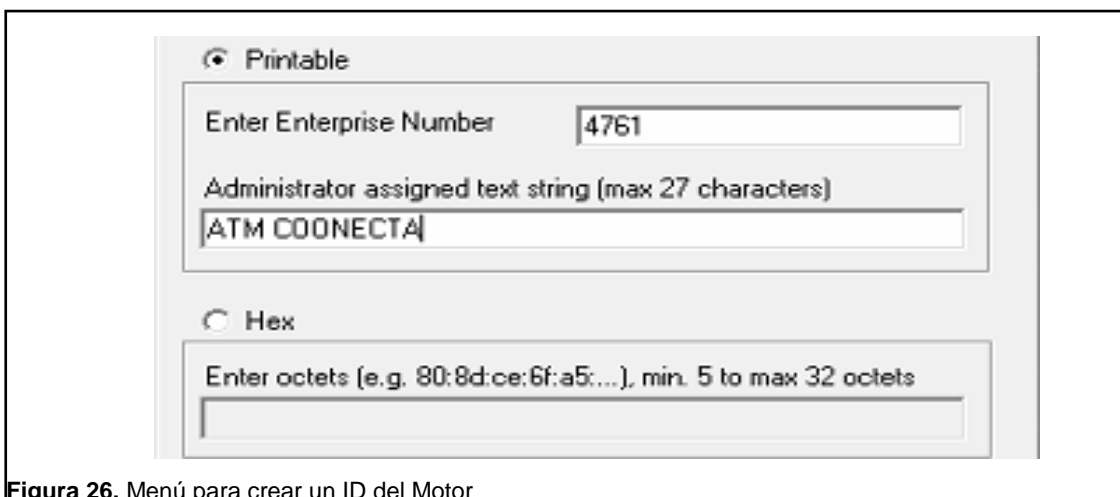 Printable
Enter Enterprise Number 4761
Administrator assigned text string (max 27 characters)
ATM COONECTA
Hex
Enter octets (e.g. 80:8d:ce:6f:a5:...), min. 5 to max 32 octets
Figura 26. Menú para crear un ID del Motor